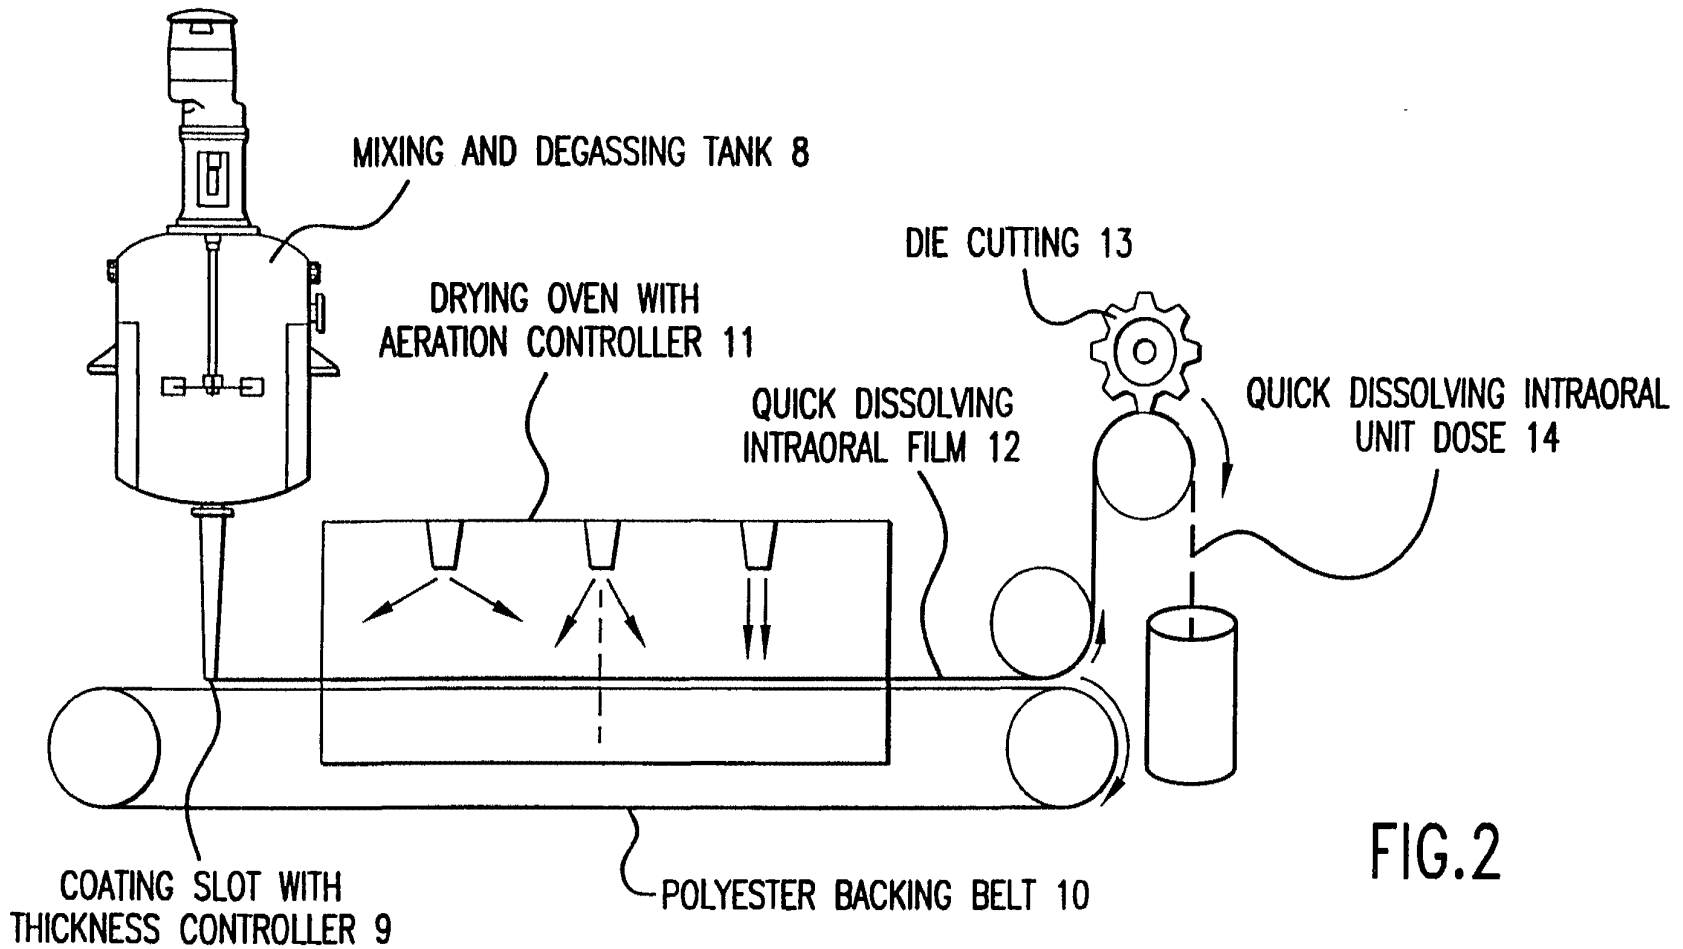 MIXING AND DEGASSING TANK 8
DIE CUTTING 13
DRYING OVEN WITH
AERATION CONTROLLER 11
QUICK DISSOLVING
INTRAORAL FILM 12
QUICK DISSOLVING INTRAORAL
UNIT DOSE 14
COATING SLOT WITH
THICKNESS CONTROLLER 9
POLYESTER BACKING BELT 10
FIG.2